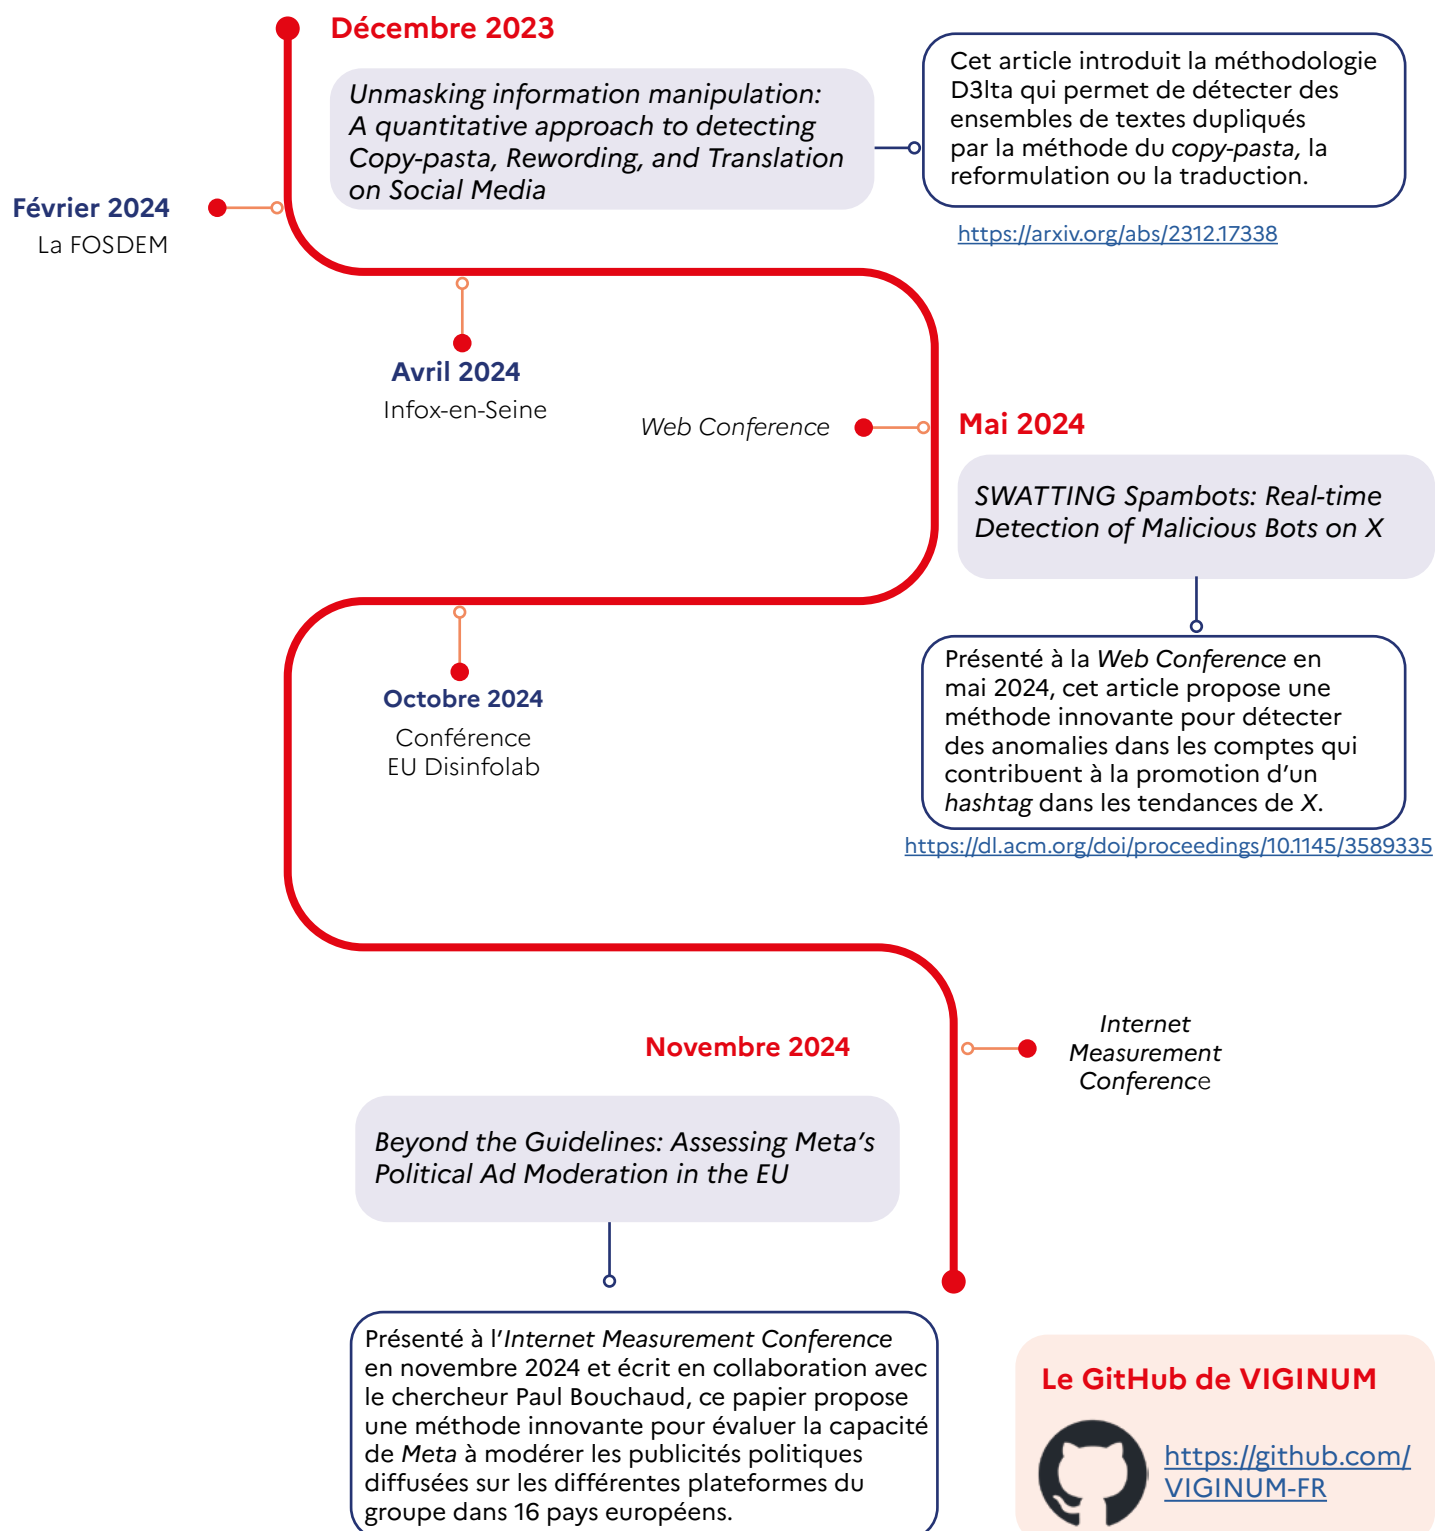 Décembre 2023
Unmasking information manipulation:
A quantitative approach to detecting
Copy-pasta, Rewording, and Translation
on Social Media
Cet article introduit la méthodologie
D3lta qui permet de détecter des
ensembles de textes dupliqués
par la méthode du copy-pasta, la
reformulation ou la traduction.
https://arxiv.org/abs/2312.17338
Février 2024
La FOSDEM
Avril 2024
Infox-en-Seine
Web Conference
Mai 2024
SWATTING Spambots: Real-time
Detection of Malicious Bots on X
Présenté à la Web Conference en
mai 2024, cet article propose une
méthode innovante pour détecter
des anomalies dans les comptes qui
contribuent à la promotion d’un
hashtag dans les tendances de X.
https://dl.acm.org/doi/proceedings/10.1145/3589335
Octobre 2024
Conférence
EU Disinfolab
Novembre 2024
Internet
Measurement
Conference
Beyond the Guidelines: Assessing Meta’s
Political Ad Moderation in the EU
Présenté à l’Internet Measurement Conference
en novembre 2024 et écrit en collaboration avec
le chercheur Paul Bouchaud, ce papier propose
une méthode innovante pour évaluer la capacité
de Meta à modérer les publicités politiques
diffusées sur les différentes plateformes du
groupe dans 16 pays européens.
Le GitHub de VIGINUM
https://github.com/
VIGINUM-FR